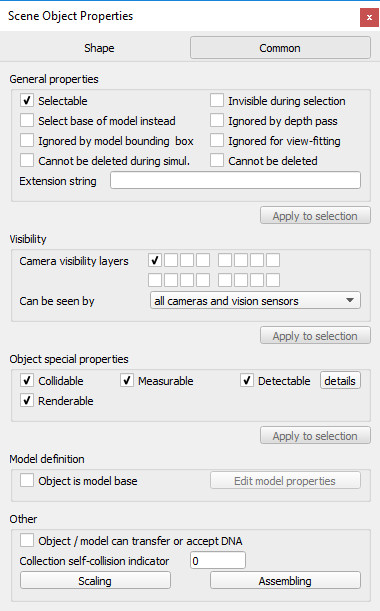 Scene Object Properties x
Shape Common
General properties
Selectable Invisible during selection
Select base of model instead Ignored by depth pass
Ignored by model bounding box Ignored for view-fitting
Cannot be deleted during simul. Cannot be deleted
Extension string
Apply to selection
Visibility
Camera visibility layers
Can be seen by all cameras and vision sensors
Apply to selection
Object special properties
Collidable Measurable Detectable details
Renderable
Apply to selection
Model definition
Object is model base Edit model properties
Other
Object / model can transfer or accept DNA
Collection self-collision indicator 0
Scaling Assembling